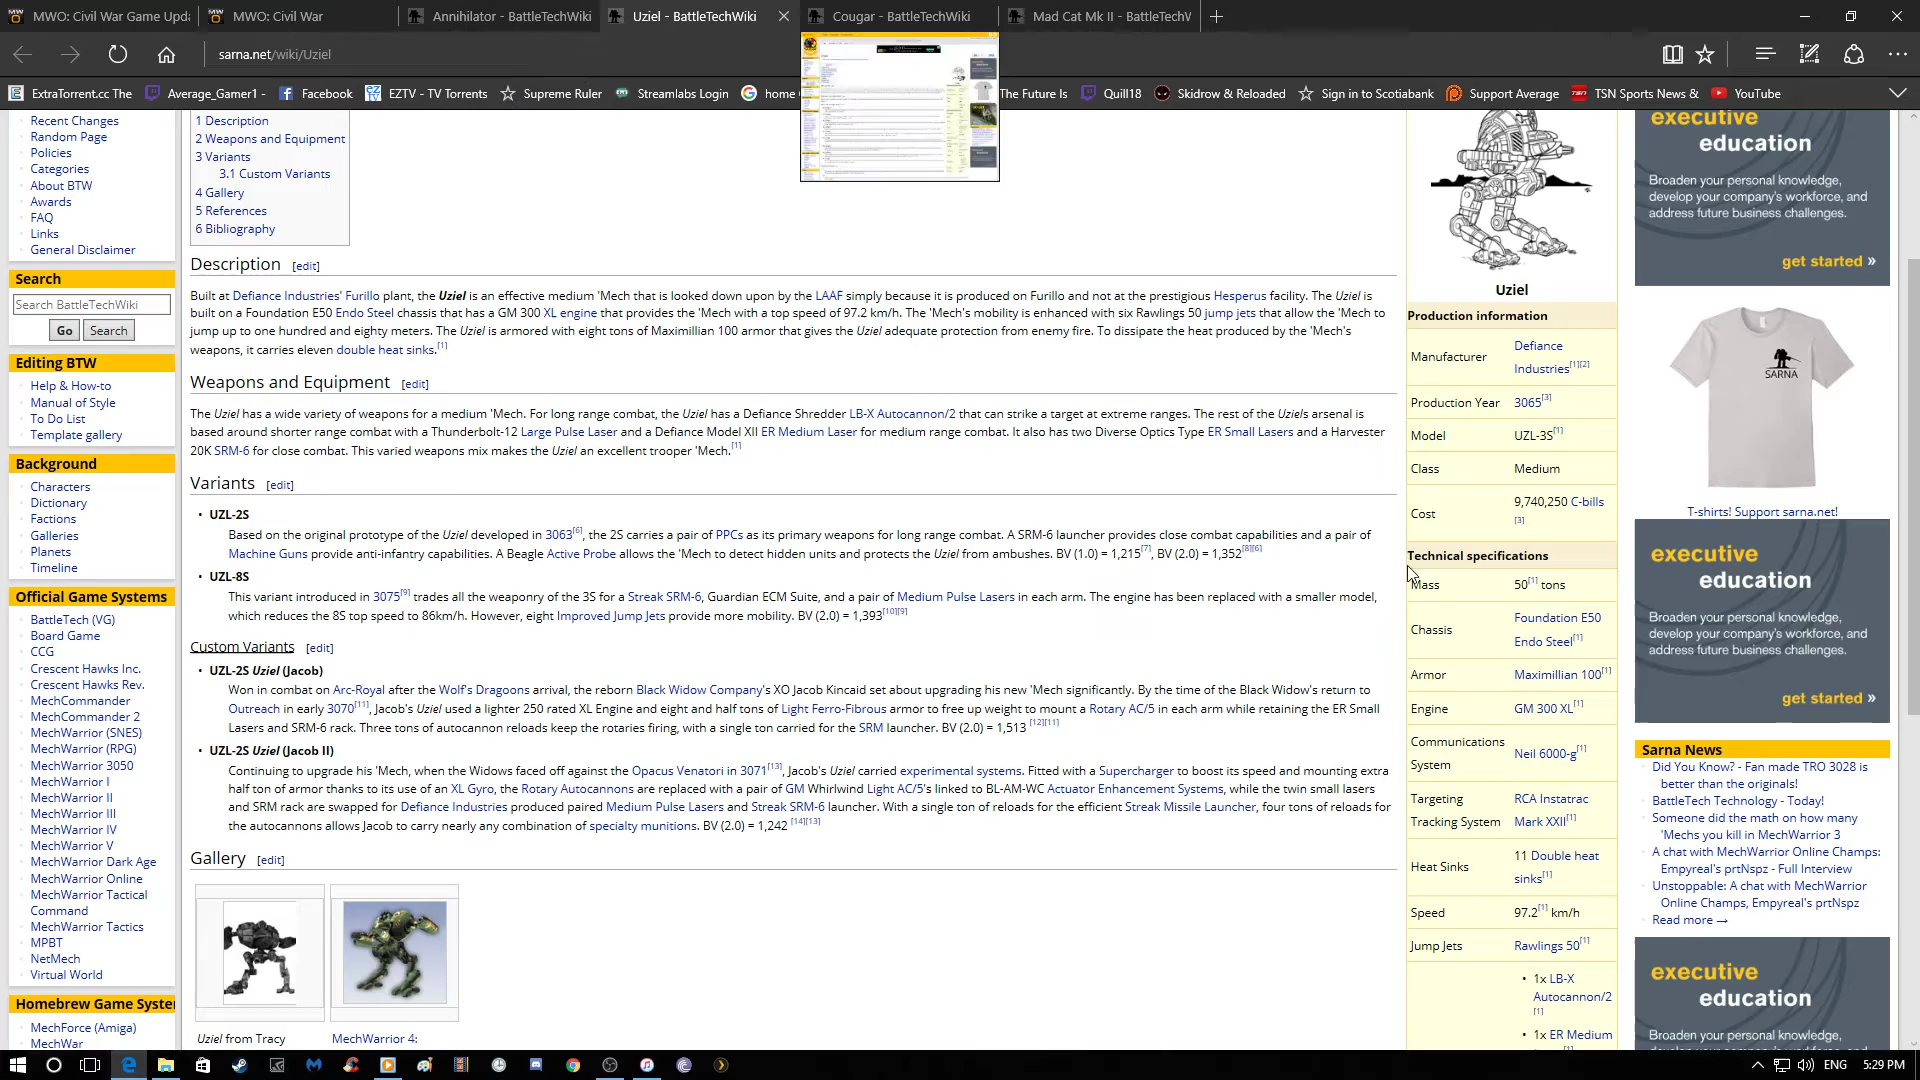 MWO: Civil War Game Upda
MWO: Civil War
Annihilator - BattleTechWiki
Uziel - BattleTechWiki
Cougar - BattleTechWiki
Mad Cat Mk II - BattleTechV
sarna.net/wiki/Uziel
ExtraTorrent.cc The
Average_Gamer1 -
Facebook
EZTV - TV Torrents
Supreme Ruler
Streamlabs Login
home
The Future Is
Quill18
Skidrow & Reloaded
Sign in to Scotiabank
Support Average
TSN Sports News &
YouTube
Recent Changes
Random Page
Policies
Categories
About BTW
Awards
FAQ
Links
General Disclaimer
Search
Search BattleTechWiki
Go Search
Editing BTW
Help & How-to
Manual of Style
To Do List
Template gallery
Background
Characters
Dictionary
Factions
Galleries
Planets
Timeline
Official Game Systems
BattleTech (VG)
Board Game
CCG
Crescent Hawks Inc.
Crescent Hawks Rev.
MechCommander
MechCommander 2
MechWarrior (SNES)
MechWarrior (RPG)
MechWarrior 3050
MechWarrior I
MechWarrior II
MechWarrior III
MechWarrior IV
MechWarrior V
MechWarrior Dark Age
MechWarrior Online
MechWarrior Tactical
Command
MechWarrior Tactics
MPBT
NetMech
Virtual World
Homebrew Game Syste
MechForce (Amiga)
MechWar
1 Description
2 Weapons and Equipment
3 Variants
3.1 Custom Variants
4 Gallery
5 References
6 Bibliography
Description [edit]
Built at Defiance Industries' Furillo plant, the Uziel is an effective medium 'Mech that is looked down upon by the LAAF simply because it is produced on Furillo and not at the prestigious Hesperus facility. The Uziel is
built on a Foundation E50 Endo Steel chassis that has a GM 300 XL engine that provides the 'Mech with a top speed of 97.2 km/h. The 'Mech's mobility is enhanced with six Rawlings 50 jump jets that allow the 'Mech to
jump up to one hundred and eighty meters. The Uziel is armored with eight tons of Maximillian 100 armor that gives the Uziel adequate protection from enemy fire. To dissipate the heat produced by the 'Mech's
weapons, it carries eleven double heat sinks.[1]
Weapons and Equipment [edit]
The Uziel has a wide variety of weapons for a medium 'Mech. For long range combat, the Uziel has a Defiance Shredder LB-X Autocannon/2 that can strike a target at extreme ranges. The rest of the Uziels arsenal is
based around shorter range combat with a Thunderbolt-12 Large Pulse Laser and a Defiance Model XII ER Medium Laser for medium range combat. It also has two Diverse Optics Type ER Small Lasers and a Harvester
20K SRM-6 for close combat. This varied weapons mix makes the Uziel an excellent trooper 'Mech.[1]
Variants [edit]
• UZL-2S
Based on the original prototype of the Uziel developed in 3063[6], the 2S carries a pair of PPCs as its primary weapons for long range combat. A SRM-6 launcher provides close combat capabilities and a pair of
Machine Guns provide anti-infantry capabilities. A Beagle Active Probe allows the 'Mech to detect hidden units and protects the Uziel from ambushes. BV (1.0) = 1,215[7], BV (2.0) = 1,352[8][6]
• UZL-8S
This variant introduced in 3075[9] trades all the weaponry of the 3S for a Streak SRM-6, Guardian ECM Suite, and a pair of Medium Pulse Lasers in each arm. The engine has been replaced with a smaller model,
which reduces the 8S top speed to 86km/h. However, eight Improved Jump Jets provide more mobility. BV (2.0) = 1,393[10][9]
Custom Variants [edit]
• UZL-2S Uziel (Jacob)
Won in combat on Arc-Royal after the Wolf's Dragoons arrival, the reborn Black Widow Company's XO Jacob Kincaid set about upgrading his new 'Mech significantly. By the time of the Black Widow's return to
Outreach in early 3070[11], Jacob's Uziel used a lighter 250 rated XL Engine and eight and half tons of Light Ferro-Fibrous armor to free up weight to mount a Rotary AC/5 in each arm while retaining the ER Small
Lasers and SRM-6 rack. Three tons of autocannon reloads keep the rotaries firing, with a single ton carried for the SRM launcher. BV (2.0) = 1,513 [12][11]
• UZL-2S Uziel (Jacob II)
Continuing to upgrade his 'Mech, when the Widows faced off against the Opacus Venatori in 3071[13], Jacob's Uziel carried experimental systems. Fitted with a Supercharger to boost its speed and mounting extra
half ton of armor thanks to its use of an XL Gyro, the Rotary Autocannons are replaced with a pair of GM Whirlwind Light AC/5's linked to BL-AM-WC Actuator Enhancement Systems, while the twin small lasers
and SRM rack are swapped for Defiance Industries produced paired Medium Pulse Lasers and Streak SRM-6 launcher. With a single ton of reloads for the efficient Streak Missile Launcher, four tons of reloads for
the autocannons allows Jacob to carry nearly any combination of specialty munitions. BV (2.0) = 1,242 [14][13]
Gallery [edit]
Uziel from Tracy
MechWarrior 4:
Uziel
Production information
Manufacturer Defiance
Industries[1][2]
Production Year 3065[3]
Model UZL-3S[1]
Class Medium
Cost 9,740,250 C-bills
[3]
Technical specifications
Mass 50[1] tons
Chassis Foundation E50
Endo Steel[1]
Armor Maximillian 100[1]
Engine GM 300 XL[1]
Communications
System Neil 6000-g[1]
Targeting
Tracking System RCA Instatrac
Mark XXII[1]
Heat Sinks 11 Double heat
sinks[1]
Speed 97.2[1] km/h
Jump Jets Rawlings 50[1]
• 1x LB-X
Autocannon/2
[1]
• 1x ER Medium
executive
education
Broaden your personal knowledge,
develop your company's workforce, and
address future business challenges.
get started »
SARNA
T-shirts! Support sarna.net!
executive
education
Broaden your personal knowledge,
develop your company's workforce, and
address future business challenges.
get started »
Sarna News
Did You Know? - Fan made TRO 3028 is
better than the originals!
BattleTech Technology - Today!
Someone did the math on how many
'Mechs you kill in MechWarrior 3
A chat with MechWarrior Online Champs:
Empyreal's prtNspz - Full Interview
Unstoppable: A chat with MechWarrior
Online Champs, Empyreal's prtNspz
Read more →
executive
education
Broaden your personal knowledge,
ENG 5:29 PM